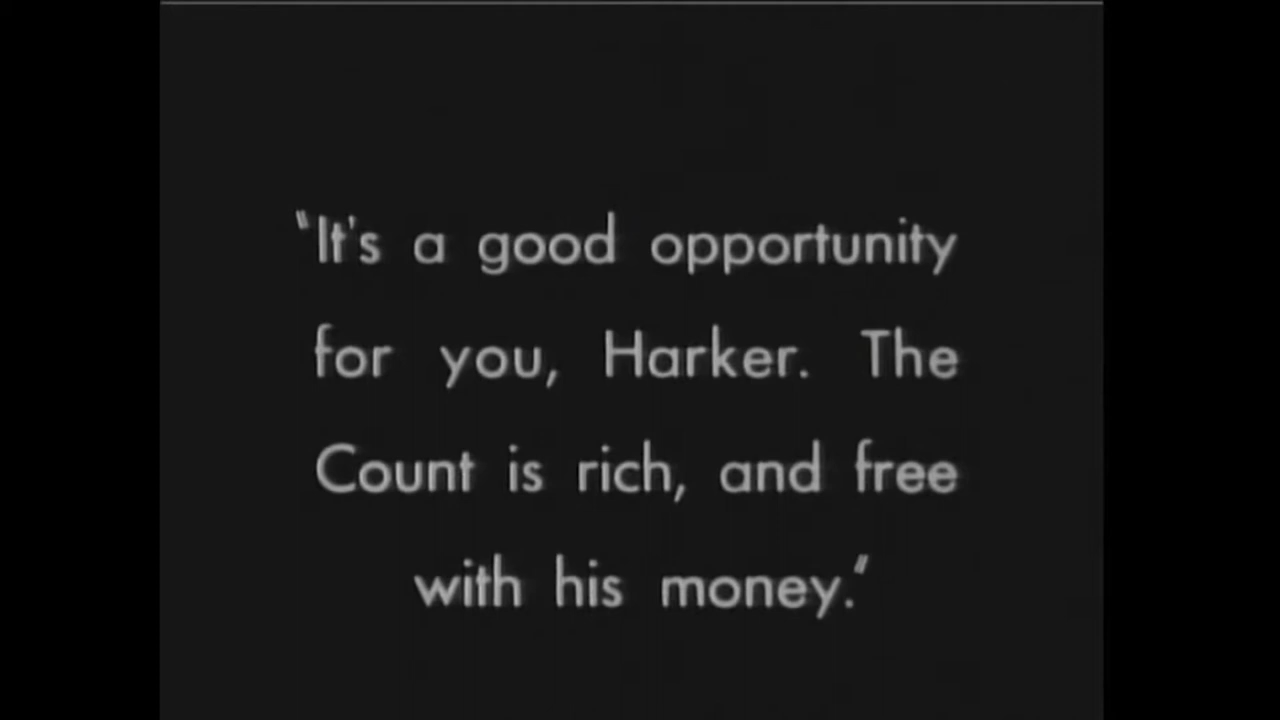 "It's a good opportunity
for you, Harker. The
Count is rich, and free
with his money."